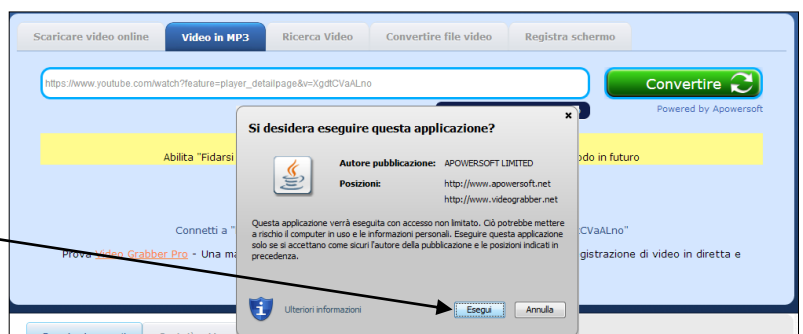 Scaricare video online Video in MP3 Ricerca Video Convertire file video Registra schermo
https://www.youtube.com/watch?feature=player_detailpage&v=XgdtCVaALno
Convertire
Powered by Apowersoft
Si desidera eseguire questa applicazione?
Abilita "Fidarsi
do in futuro
Autore pubblicazione: APOWERSOFT LIMITED
Posizioni: http://www.apowersoft.net
http://www.videograbber.net
Questa applicazione verrà eseguita con accesso non limitato. Ciò potrebbe mettere
a rischio il computer in uso e le informazioni personali. Eseguire questa applicazione
solo se si accettano come sicuri l'autore della pubblicazione e le posizioni indicati in
precedenza.
Connetti a "
CVaALno"
Prova Video Grabber Pro - Una ma
gistrazione di video in diretta e
Ulteriori informazioni Esegui Annulla